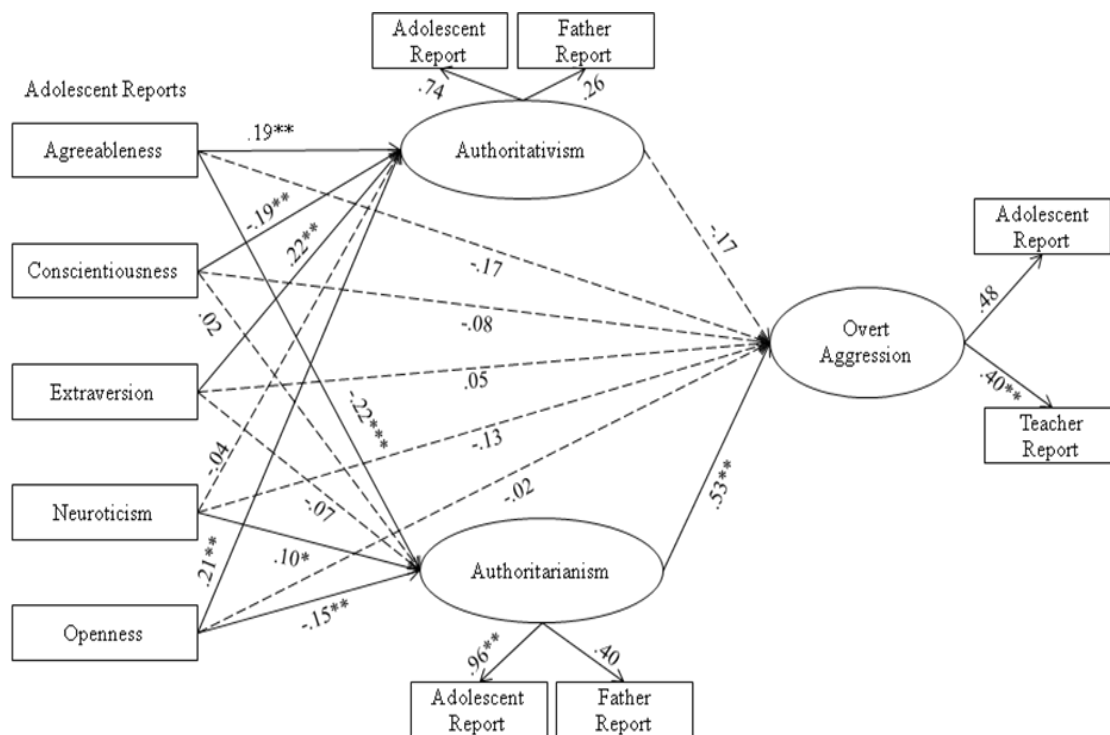 Adolescent
Report
Father
Report
.74
.26
Adolescent Reports
Agreeableness
.19**
Authoritativism
-.19**
.22**
-.17
-.17
Adolescent
Report
Conscientiousness
.02
-.08
.48
Overt
Aggression
Extraversion
.05
-.22***
.40**
Teacher
Report
-.04
-.13
-.02
.53**
Neuroticism
-.07
.10*
Authoritarianism
.21**
-.15**
Openness
.96**
.40
Adolescent
Report
Father
Report